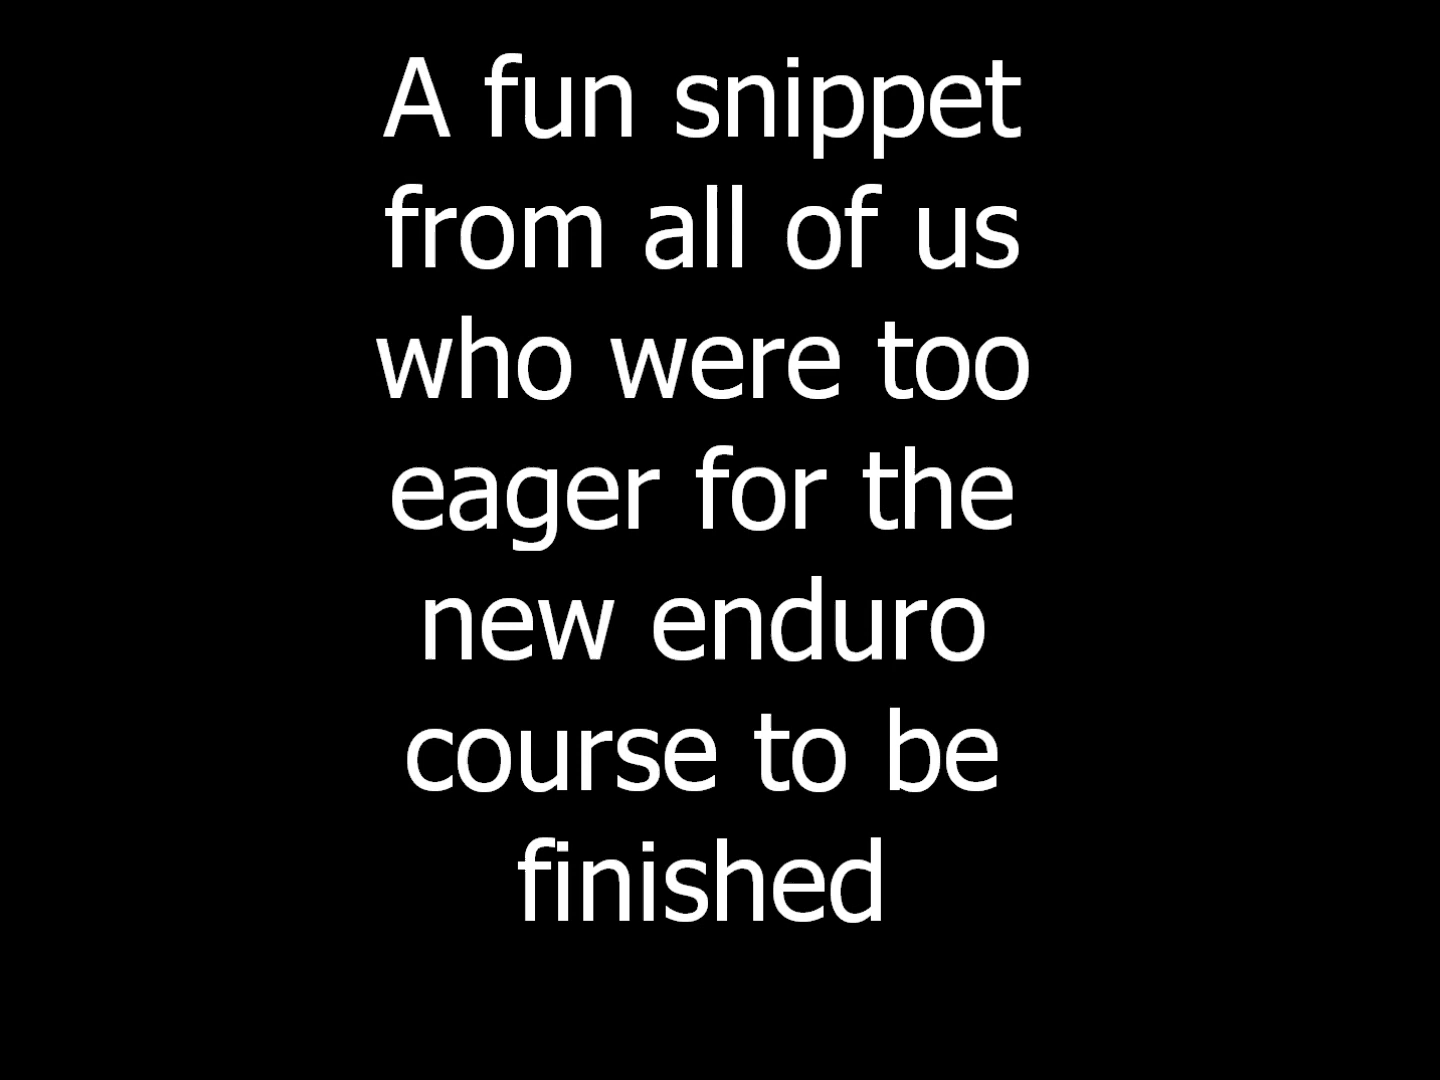 A fun snippet
from all of us
who were too
eager for the
new enduro
course to be
finished